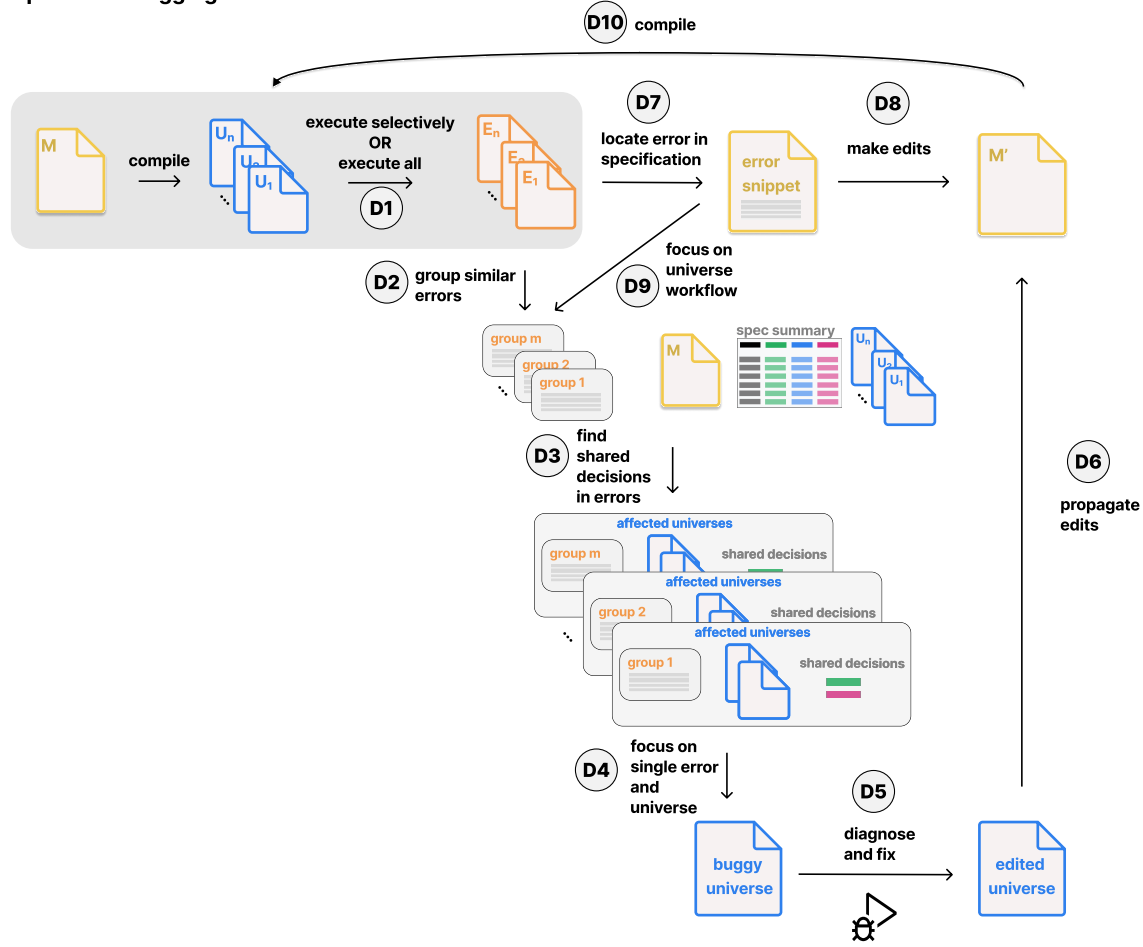 D10 compile
M
compile
Un
U2
U1
execute selectively
OR
execute all
D1
En
E2
E1
D7
locate error in
specification
error
snippet
D8
make edits
M'
D2
group similar
errors
D9
focus on
universe
workflow
group m
group 2
group 1
M
spec summary
Un
U2
U1
D3
find
shared
decisions
in errors
affected universes
group m
shared decisions
affected universes
group 2
shared decisions
affected universes
group 1
shared decisions
D6
propagate
edits
D4
focus on
single error
and
universe
buggy
universe
D5
diagnose
and fix
edited
universe